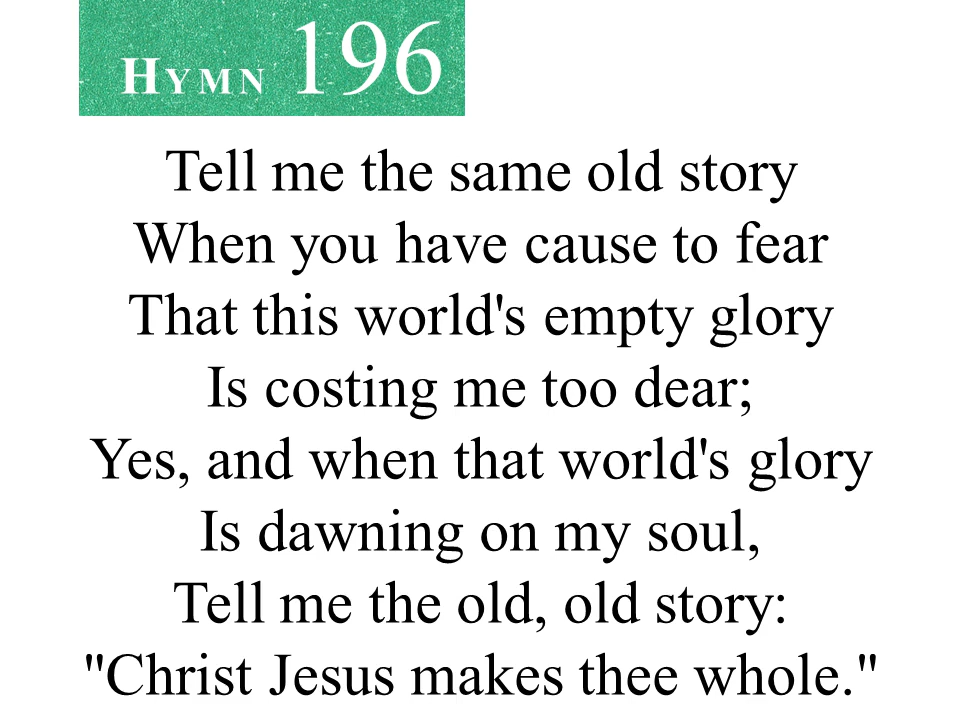 HYMN 196
Tell me the same old story
When you have cause to fear
That this world's empty glory
Is costing me too dear;
Yes, and when that world's glory
Is dawning on my soul,
Tell me the old, old story:
"Christ Jesus makes thee whole."